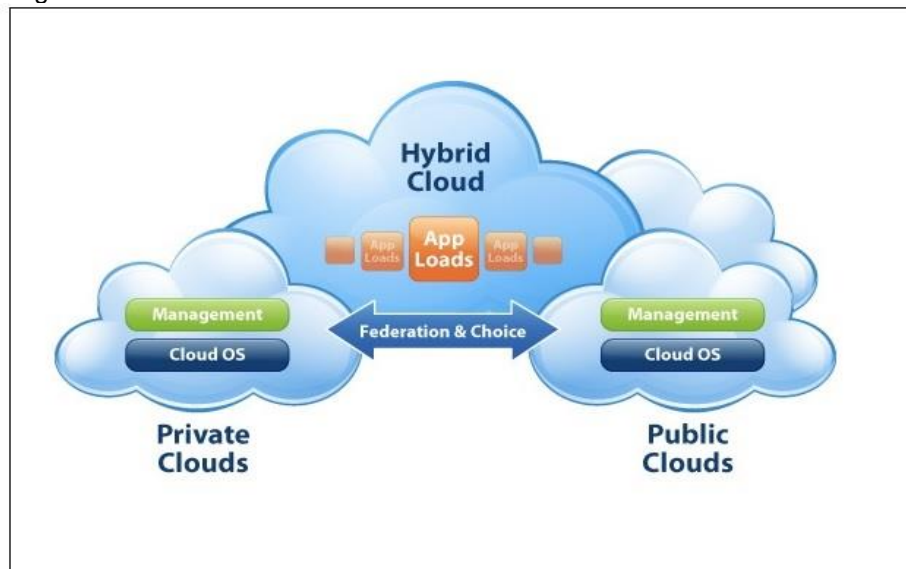 Hybrid
Cloud
App
Loads
App
Loads
App
Loads
Management
Cloud OS
Federation & Choice
Management
Cloud OS
Private
Clouds
Public
Clouds